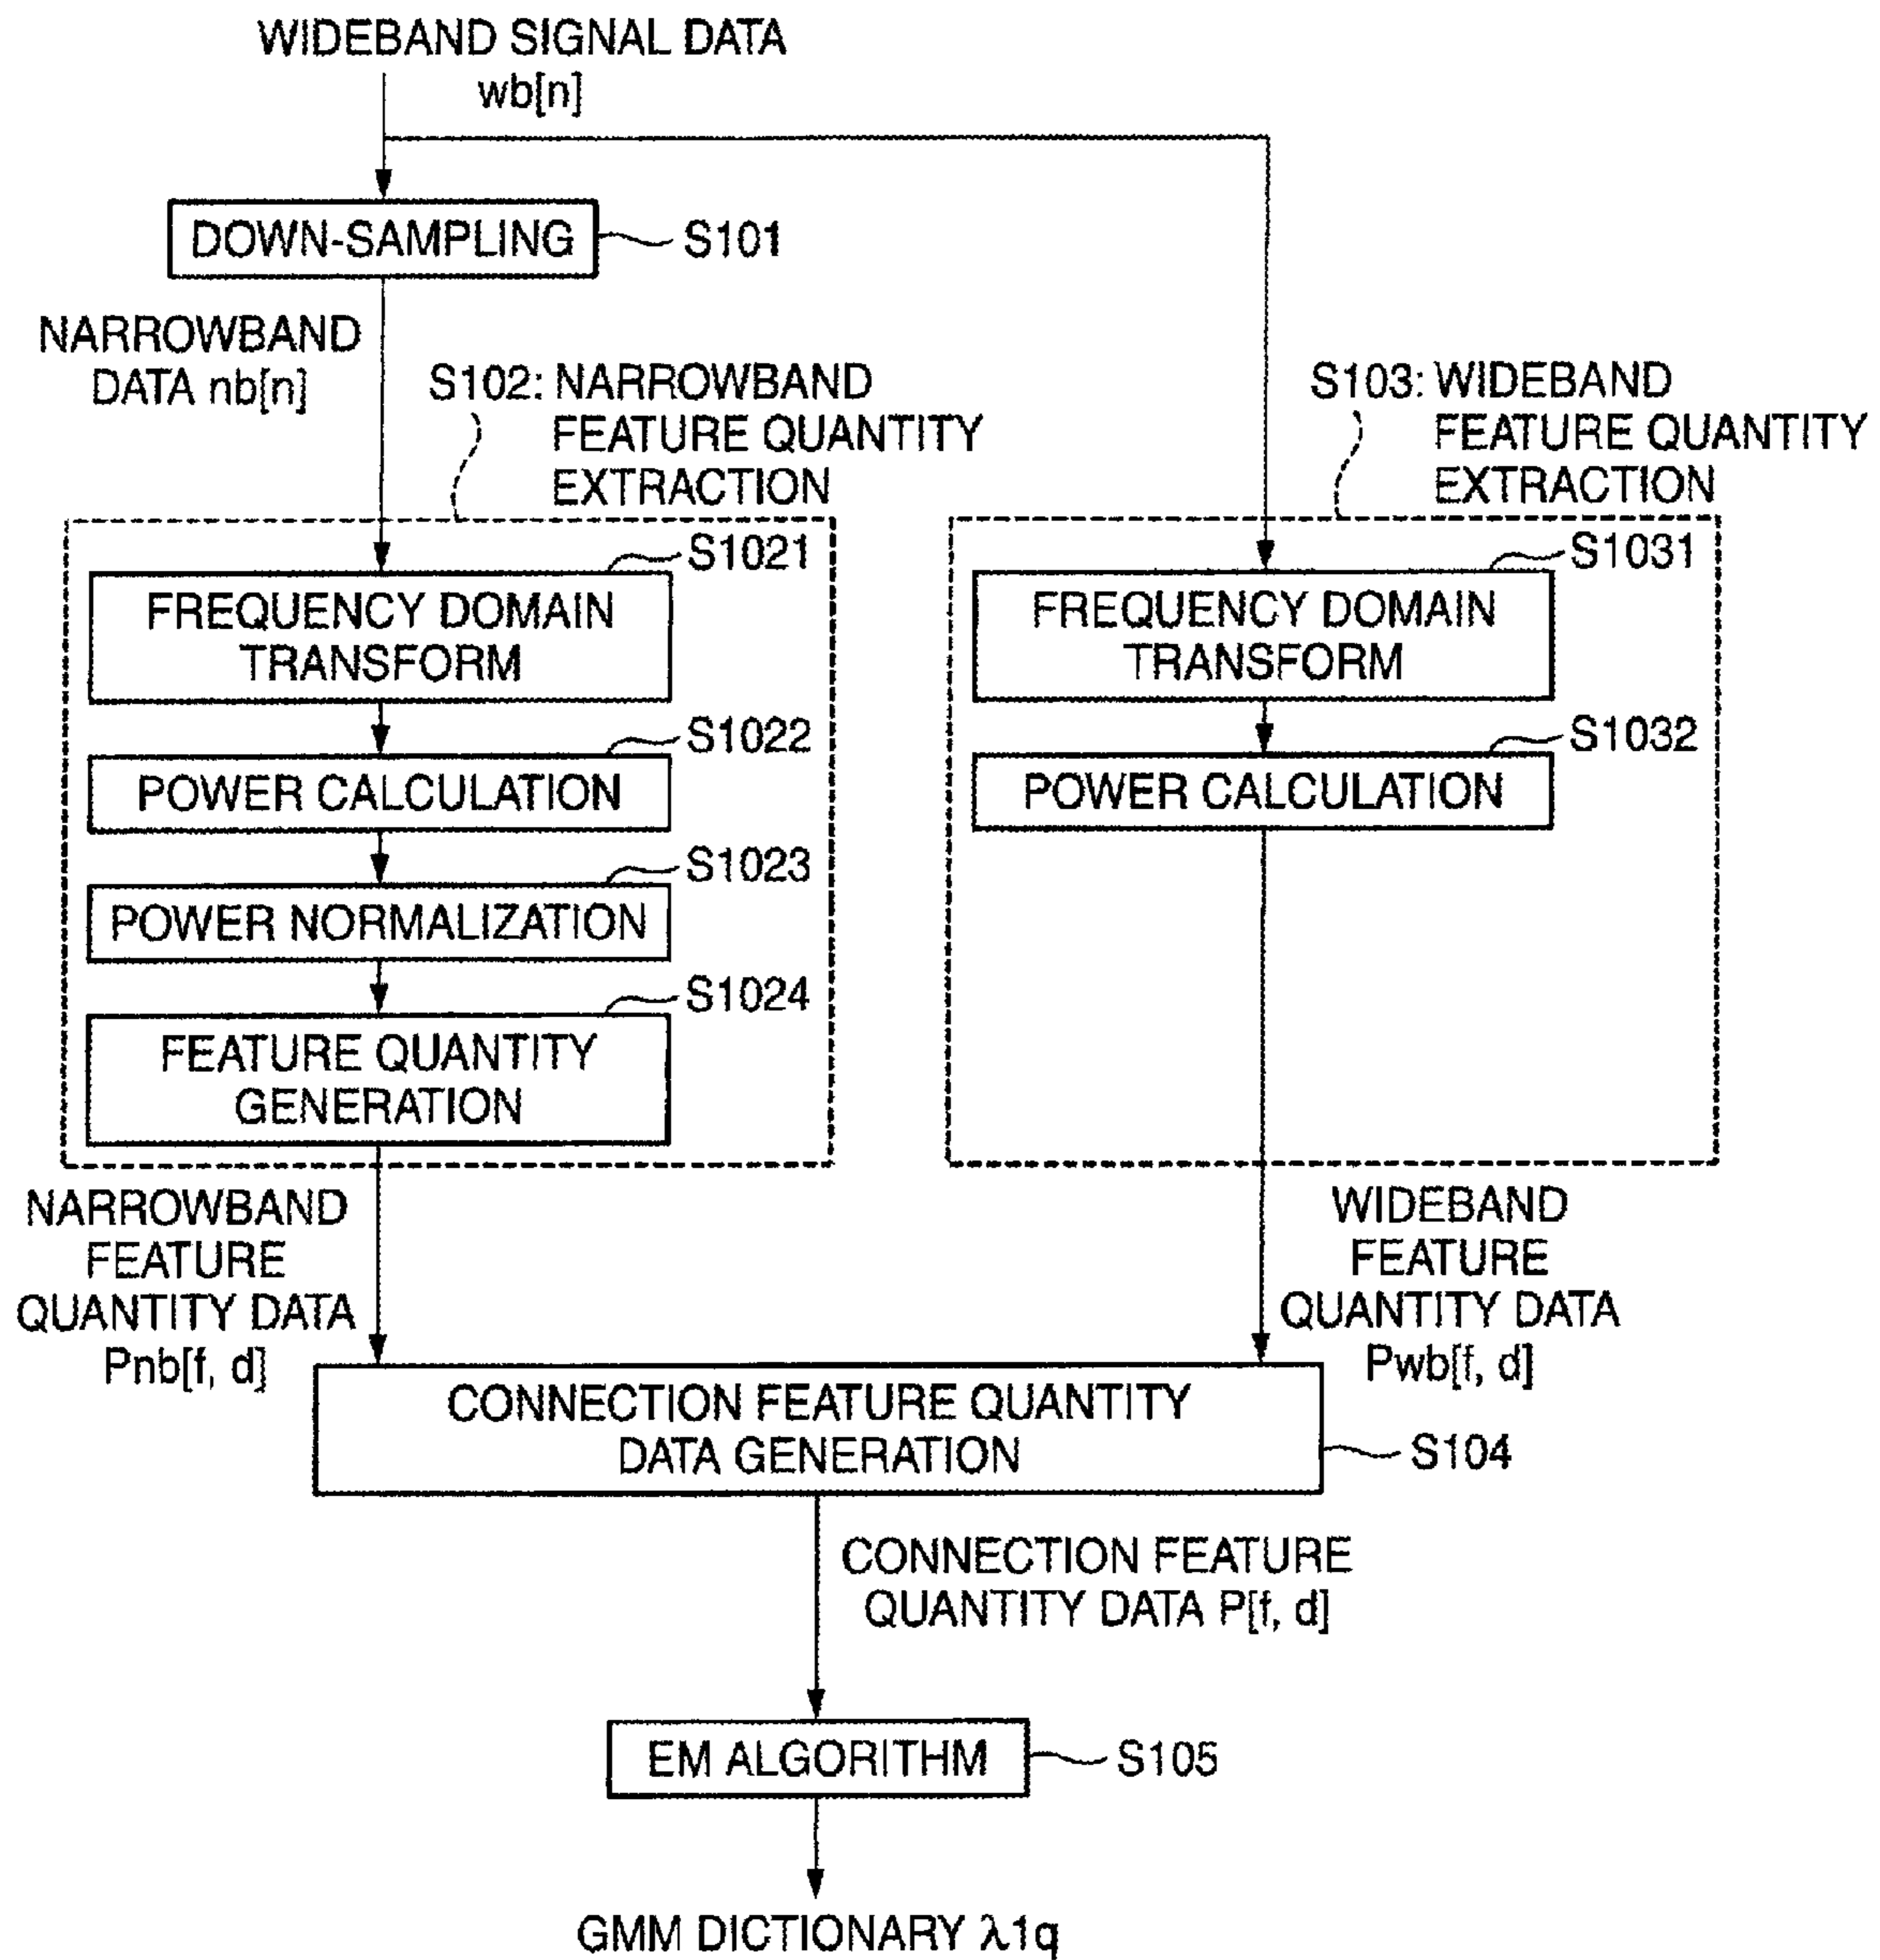 WIDEBAND SIGNAL DATA
wb[n]
DOWN-SAMPLING
S101
NARROWBAND
DATA nb[n]
S102: NARROWBAND
FEATURE QUANTITY
EXTRACTION
S103: WIDEBAND
FEATURE QUANTITY
EXTRACTION
S1021
FREQUENCY DOMAIN
TRANSFORM
S1022
POWER CALCULATION
S1023
POWER NORMALIZATION
S1024
FEATURE QUANTITY
GENERATION
S1031
FREQUENCY DOMAIN
TRANSFORM
S1032
POWER CALCULATION
NARROWBAND
FEATURE
QUANTITY DATA
Pnb[f, d]
WIDEBAND
FEATURE
QUANTITY DATA
Pwb[f, d]
CONNECTION FEATURE QUANTITY
DATA GENERATION
S104
CONNECTION FEATURE
QUANTITY DATA P[f, d]
EM ALGORITHM
S105
GMM DICTIONARY λ1q